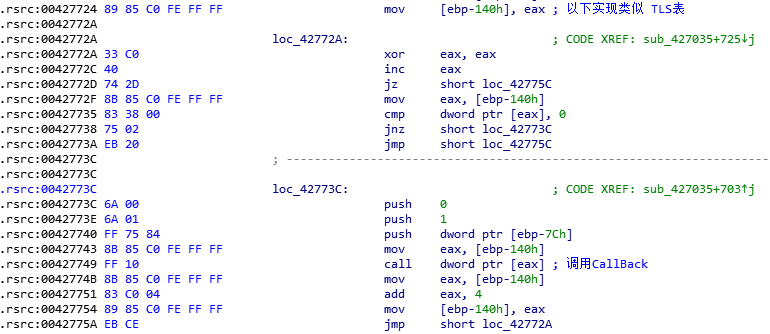 .rsrc:00427724 89 85 C0 FE FF FF mov [ebp-140h], eax ; 以下实现类似 TLS表
.rsrc:0042772A
.rsrc:0042772A loc_42772A: ; CODE XREF: sub_427035+725↓j
.rsrc:0042772A 33 C0 xor eax, eax
.rsrc:0042772C 40 inc eax
.rsrc:0042772D 74 2D jz short loc_42775C
.rsrc:0042772F 8B 85 C0 FE FF FF mov eax, [ebp-140h]
.rsrc:00427735 83 38 00 cmp dword ptr [eax], 0
.rsrc:00427738 75 02 jnz short loc_42773C
.rsrc:0042773A EB 20 jmp short loc_42775C
.rsrc:0042773C ; ---------------------------------------------------------------
.rsrc:0042773C
.rsrc:0042773C loc_42773C: ; CODE XREF: sub_427035+703↑j
.rsrc:0042773C 6A 00 push 0
.rsrc:0042773E 6A 01 push 1
.rsrc:00427740 FF 75 84 push dword ptr [ebp-7Ch]
.rsrc:00427743 8B 85 C0 FE FF FF mov eax, [ebp-140h]
.rsrc:00427749 FF 10 call dword ptr [eax] ; 调用CallBack
.rsrc:0042774B 8B 85 C0 FE FF FF mov eax, [ebp-140h]
.rsrc:00427751 83 C0 04 add eax, 4
.rsrc:00427754 89 85 C0 FE FF FF mov [ebp-140h], eax
.rsrc:0042775A EB CE jmp short loc_42772A